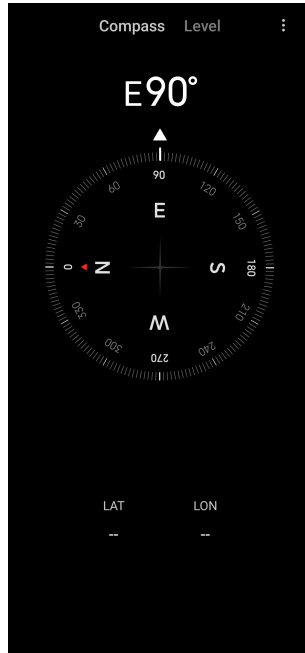 Compass Level
E90°
90
60 120
30 150
E
0 N S 180
W
330 210
300 240
270
LAT LON
-- --